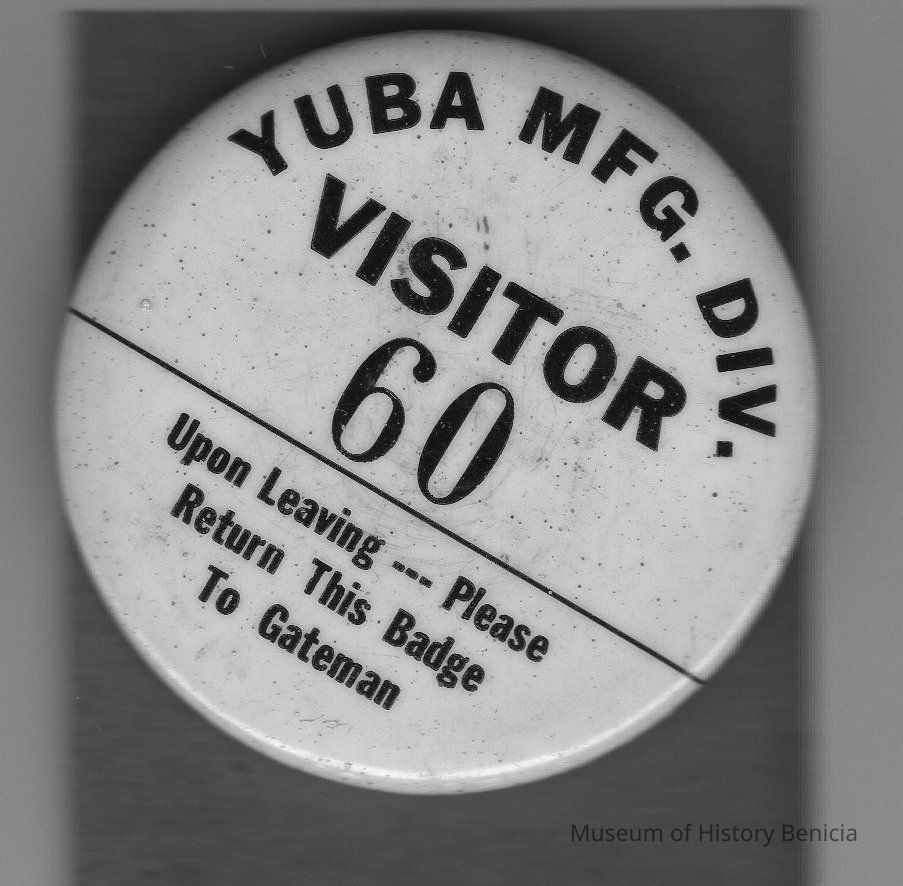 YUBA MFG. DIV.
VISITOR
60
Upon Leaving --- Please
Return This Badge
To Gateman
Museum of History Benicia